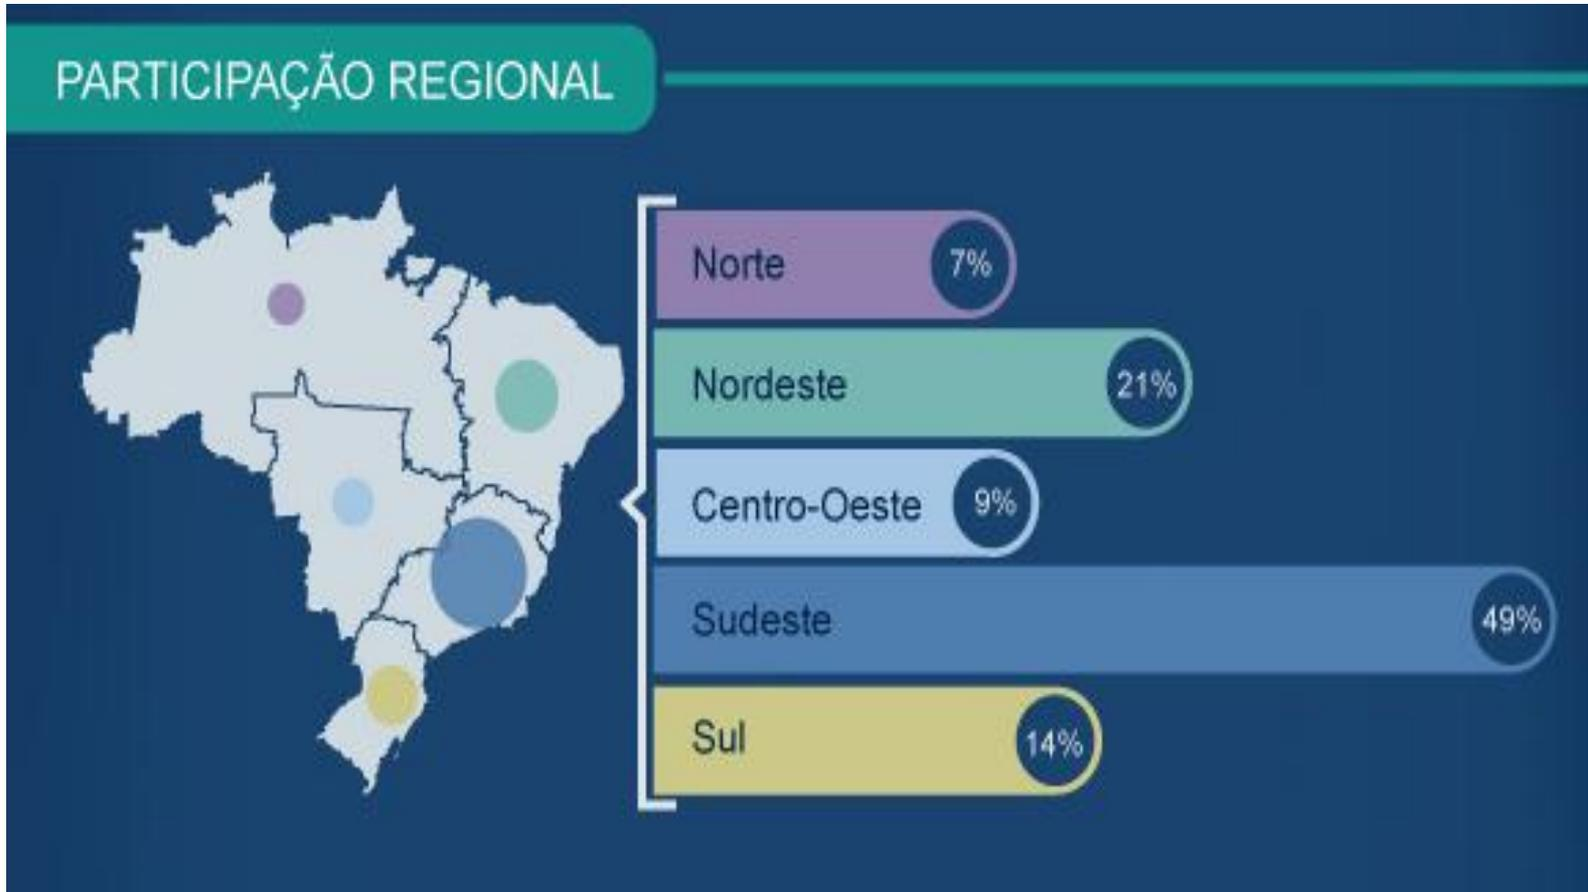 PARTICIPAÇÃO REGIONAL
Norte 7%
Nordeste 21%
Centro-Oeste 9%
Sudeste 49%
Sul 14%